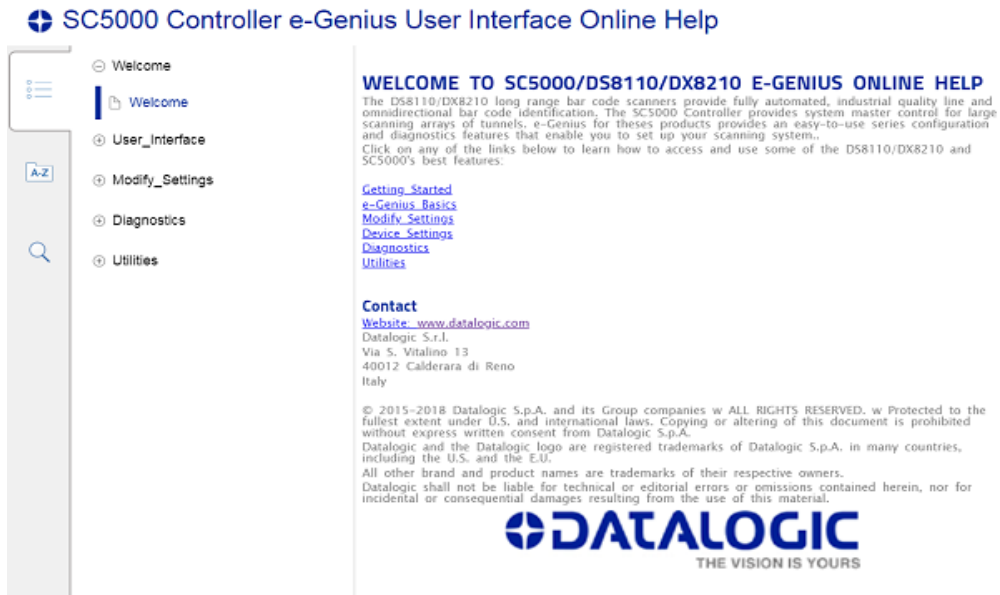 SC5000 Controller e-Genius User Interface Online Help
Welcome
Welcome
User_Interface
A-Z
Modify_Settings
Diagnostics
Utilities
WELCOME TO SC5000/DS8110/DX8210 E-GENIUS ONLINE HELP
The DS8110/DX8210 long range bar code scanners provide fully automated, industrial quality line and
omnidirectional bar code identification. The SC5000 Controller provides system master control for large
scanning arrays of tunnels. e-Genius for theses products provides an easy-to-use series configuration
and diagnostics features that enable you to set up your scanning system..
Click on any of the links below to learn how to access and use some of the DS8110/DX8210 and
SC5000's best features:
Getting Started
e-Genius Basics
Modify Settings
Device Settings
Diagnostics
Utilities
Contact
Website: www.datalogic.com
Datalogic S.r.l.
Via S. Vitalino 13
40012 Calderara di Reno
Italy
© 2015-2018 Datalogic S.p.A. and its Group companies w ALL RIGHTS RESERVED. w Protected to the
fullest extent under U.S. and international laws. Copying or altering of this document is prohibited
without express written consent from Datalogic S.p.A.
Datalogic and the Datalogic logo are registered trademarks of Datalogic S.p.A. in many countries,
including the U.S. and the E.U.
All other brand and product names are trademarks of their respective owners.
Datalogic shall not be liable for technical or editorial errors or omissions contained herein, nor for
incidental or consequential damages resulting from the use of this material.
DATALOGIC
THE VISION IS YOURS